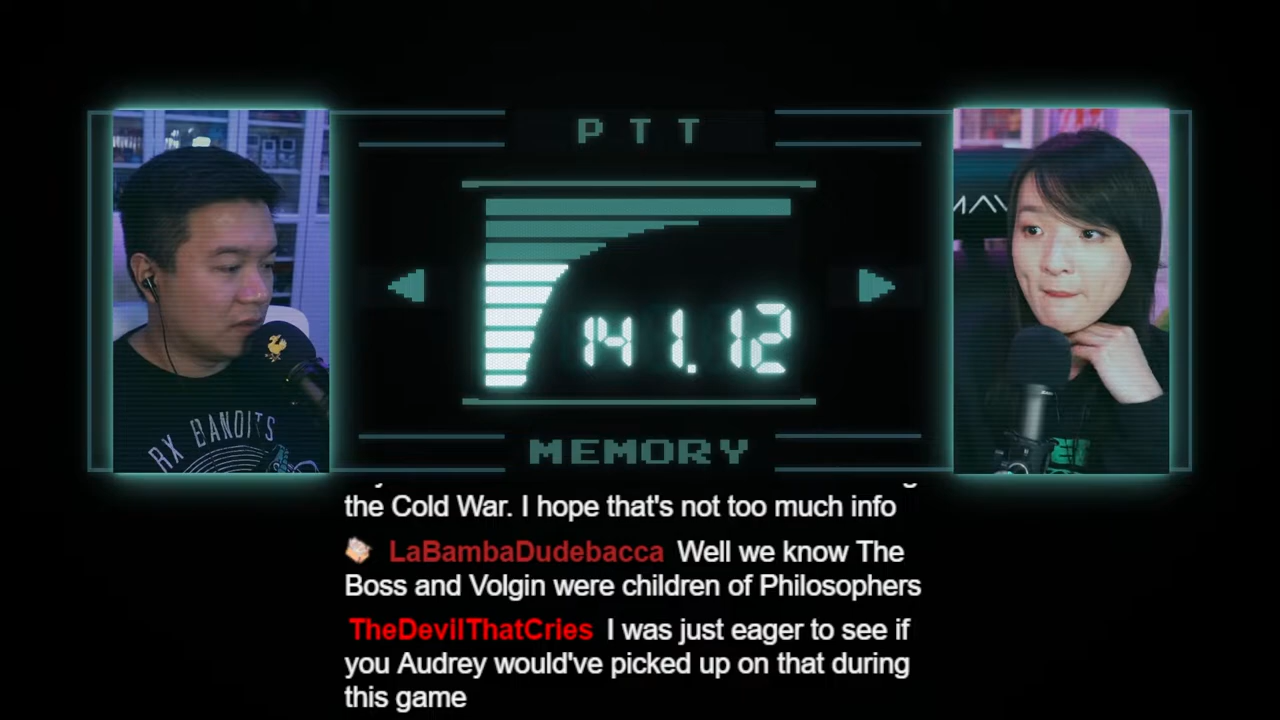 PTT
141.12
MEMORY
MAV
RX BANDITS
the Cold War. I hope that's not too much info
LaBambaDudebacca Well we know The
Boss and Volgin were children of Philosophers
TheDevilThatCries I was just eager to see if
you Audrey would've picked up on that during
this game